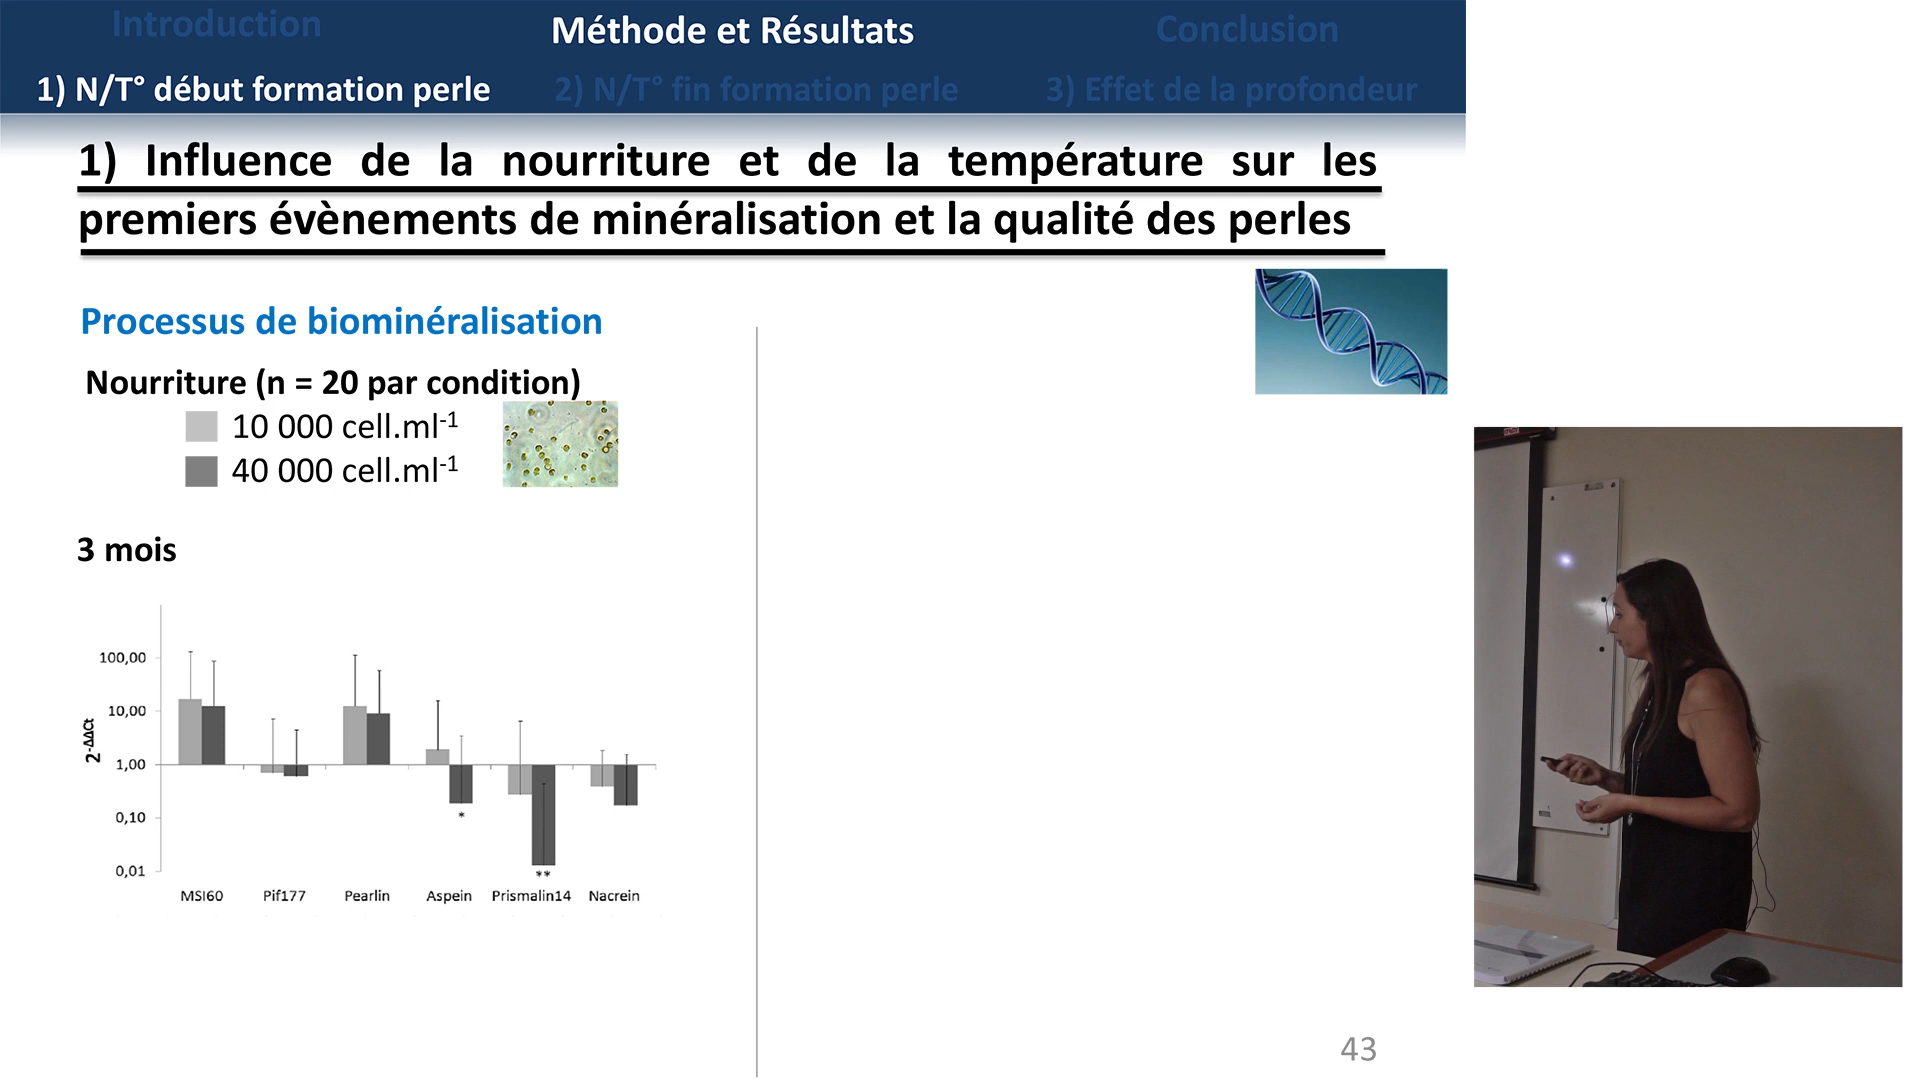 Introduction
Méthode et Résultats
Conclusion
1) N/T° début formation perle
2) N/T° fin formation perle
3) Effet de la profondeur
1) Influence de la nourriture et de la température sur les
premiers évènements de minéralisation et la qualité des perles
Processus de biominéralisation
Nourriture (n = 20 par condition)
10 000 cell.ml-1
40 000 cell.ml-1
3 mois
2-ΔΔCt
100,00
10,00
1,00
0,10
0,01
*
**
MSI60 Pif177 Pearlin Aspein Prismalin14 Nacrein
43